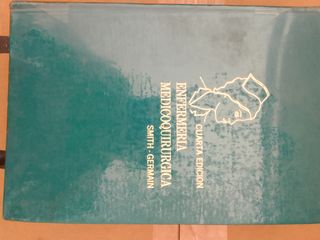 CUARTA EDICION
ENFERMERIA
MEDICOQUIRURGICA
SMITH - GERMAIN